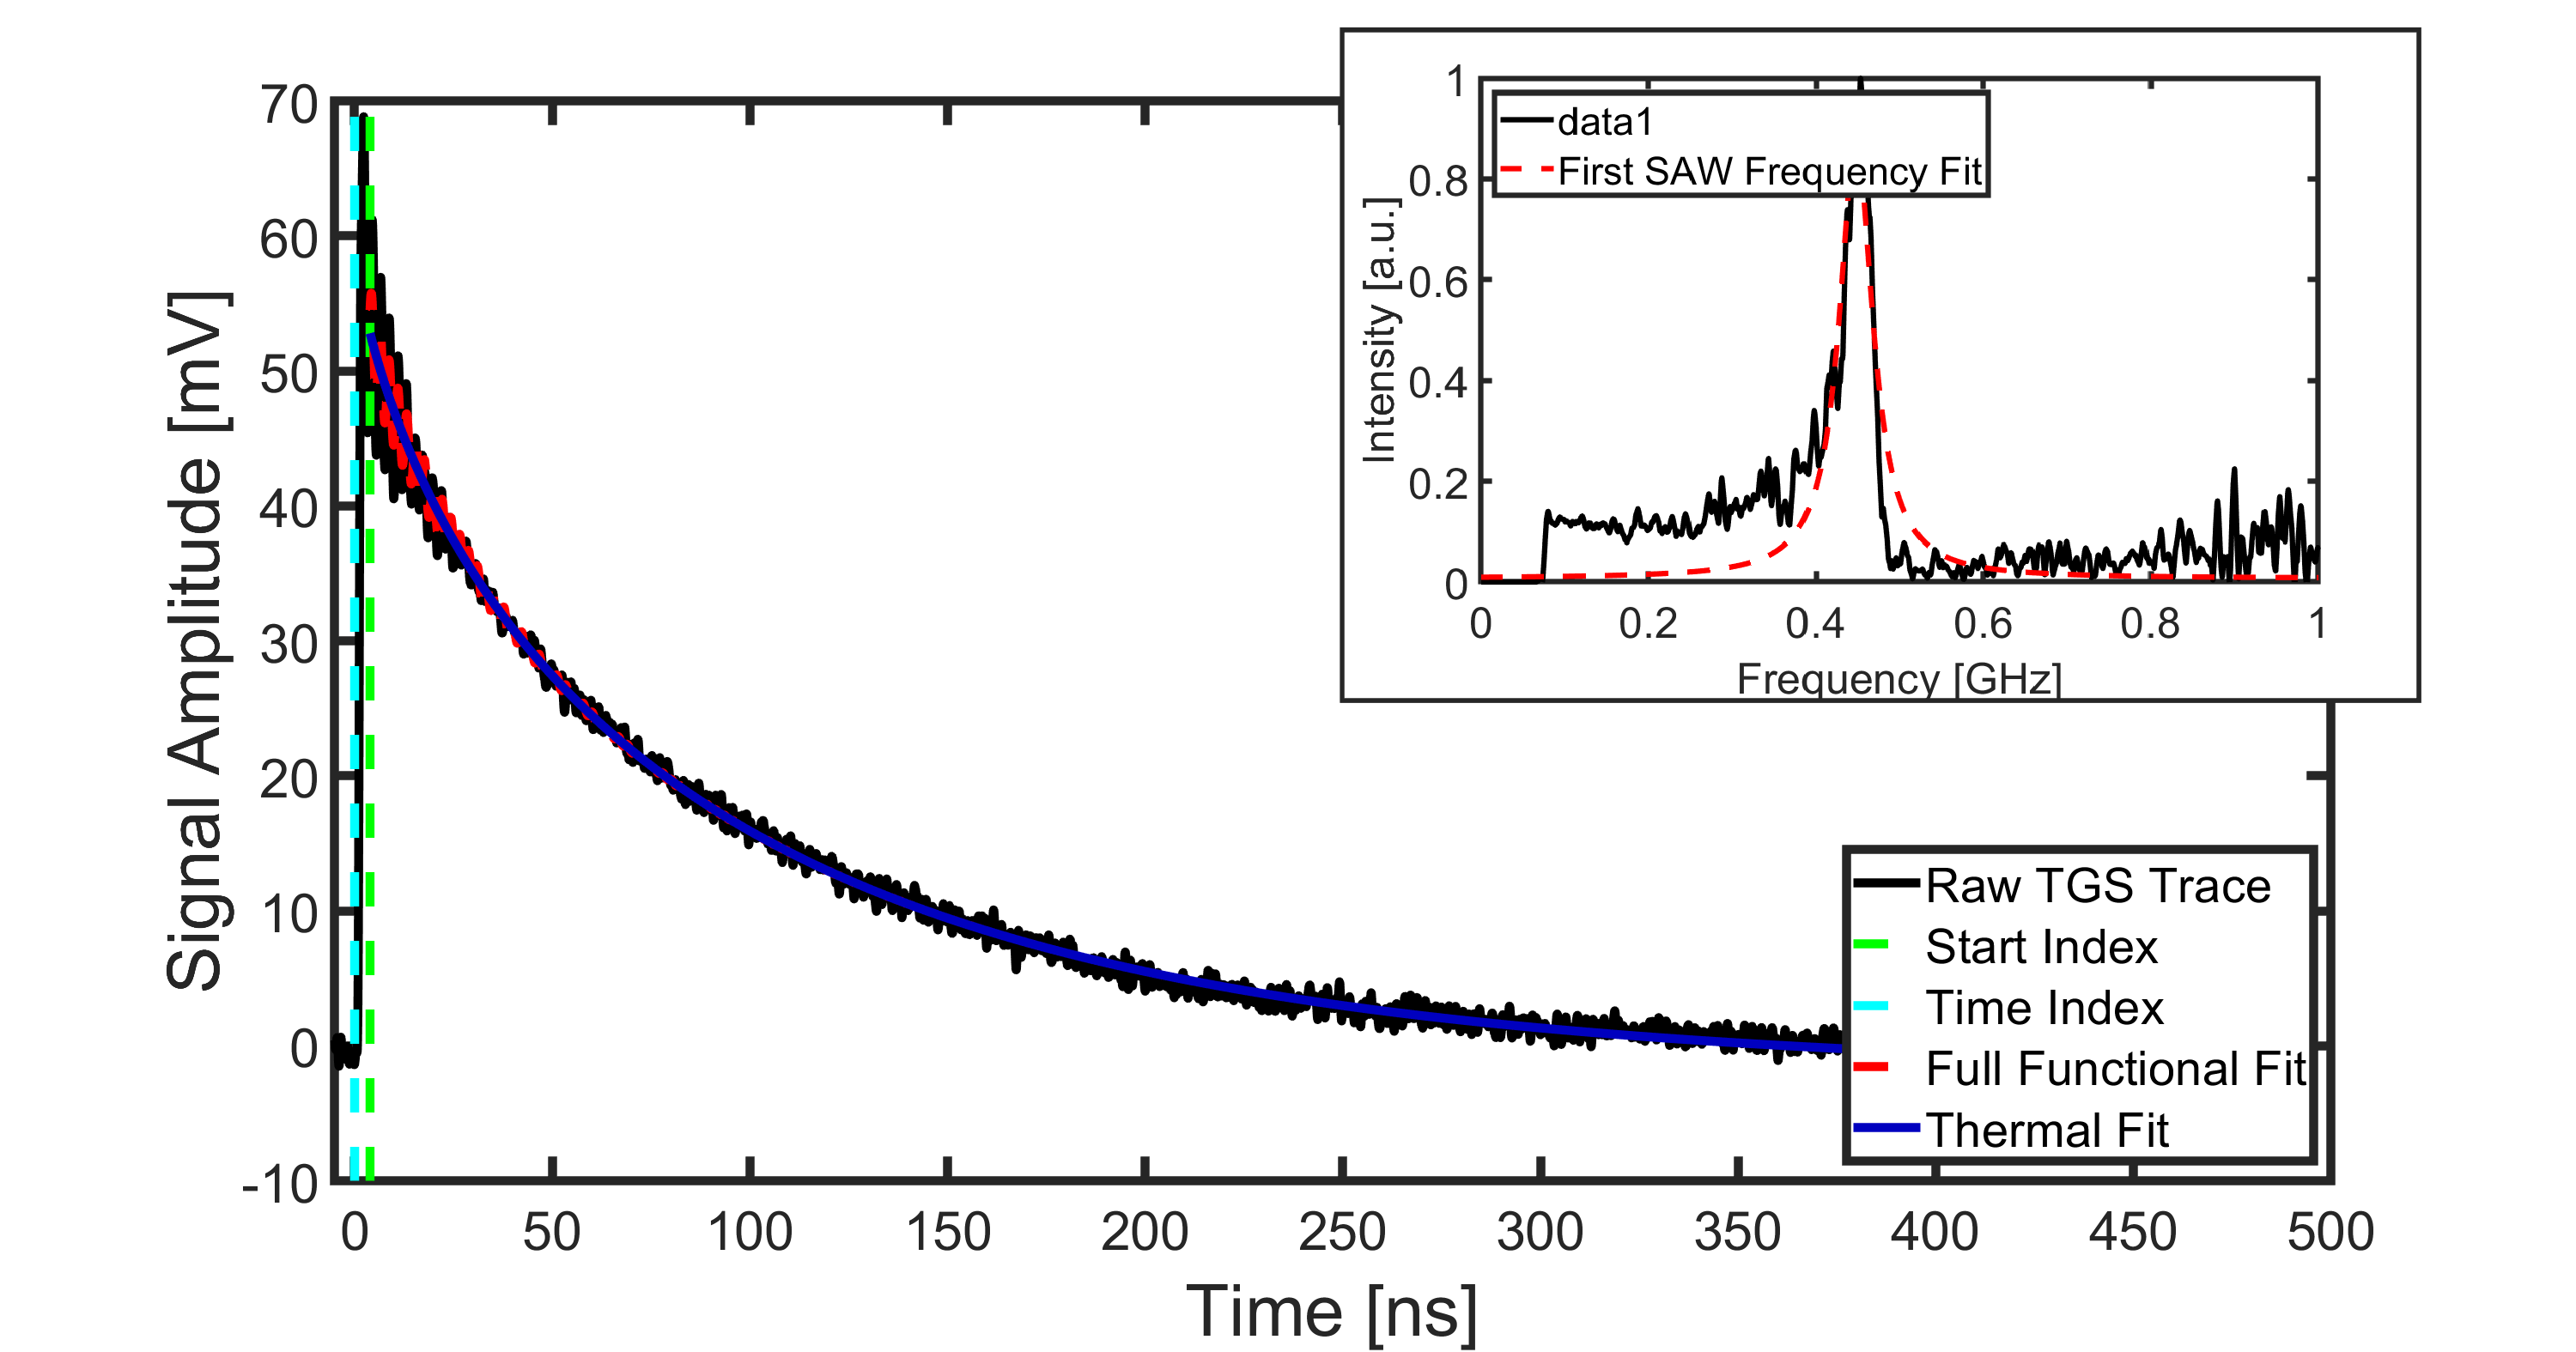 70
60
50
40
30
20
10
0
-10
Signal Amplitude [mV]
0 50 100 150 200 250 300 350 400 450 500
Time [ns]
1
0.8
0.6
0.4
0.2
0
Intensity [a.u.]
data1
First SAW Frequency Fit
0 0.2 0.4 0.6 0.8 1
Frequency [GHz]
Raw TGS Trace
Start Index
Time Index
Full Functional Fit
Thermal Fit